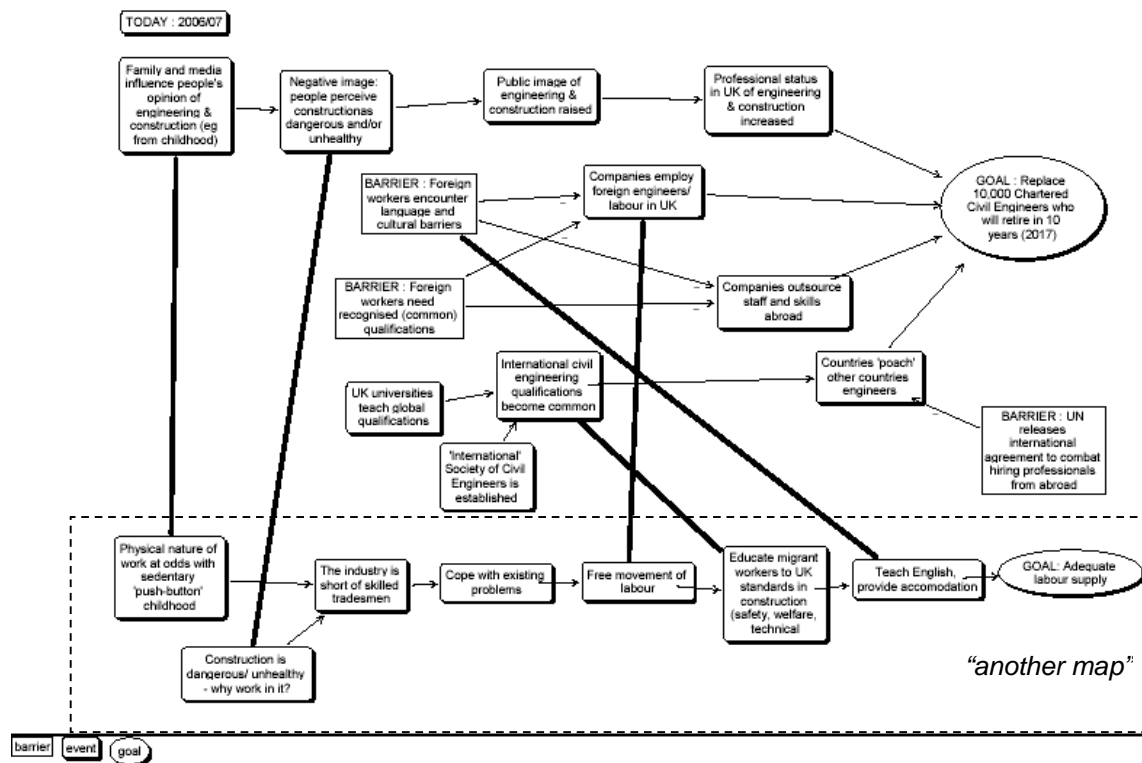 TODAY : 2006/07
Family and media
influence people's
opinion of
engineering &
construction (eg
from childhood)
Negative image:
people perceive
constructionas
dangerous and/or
unhealthy
Public image of
engineering &
construction raised
Professional status
in UK of engineering
& construction
increased
BARRIER : Foreign
workers encounter
language and
cultural barriers
Companies employ
foreign engineers/
labour in UK
GOAL : Replace
10,000 Chartered
Civil Engineers who
will retire in 10
years (2017)
BARRIER : Foreign
workers need
recognised (common)
qualifications
Companies outsource
staff and skills
abroad
International civil
engineering
qualifications
become common
Countries 'poach'
other countries
engineers
UK universities
teach global
qualifications
'International'
Society of Civil
Engineers is
established
BARRIER : UN
releases
international
agreement to combat
hiring professionals
from abroad
Physical nature of
work at odds with
sedentary
'push-button'
childhood
The industry is
short of skilled
tradesmen
Cope with existing
problems
Free movement of
labour
Educate migrant
workers to UK
standards in
construction
(safety, welfare,
technical
Teach English,
provide accomodation
GOAL: Adequate
labour supply
Construction is
dangerous/ unhealthy
- why work in it?
"another map"
barrier event goal